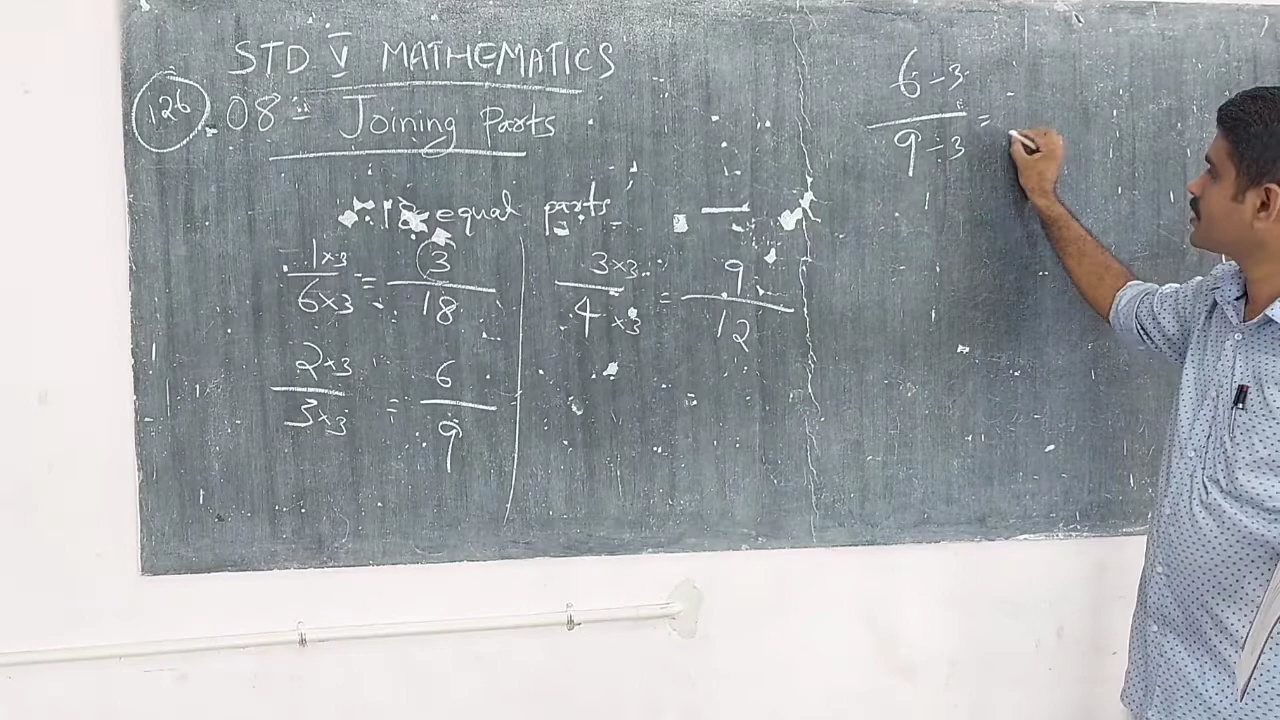 STD V MATHEMATICS
126
08 = Joining Parts
18 equal parts
1×3/6×3 = 3/18
2×3/3×3 = 6/9
3×3/4×3 = 9/12
6÷3/9÷3 =